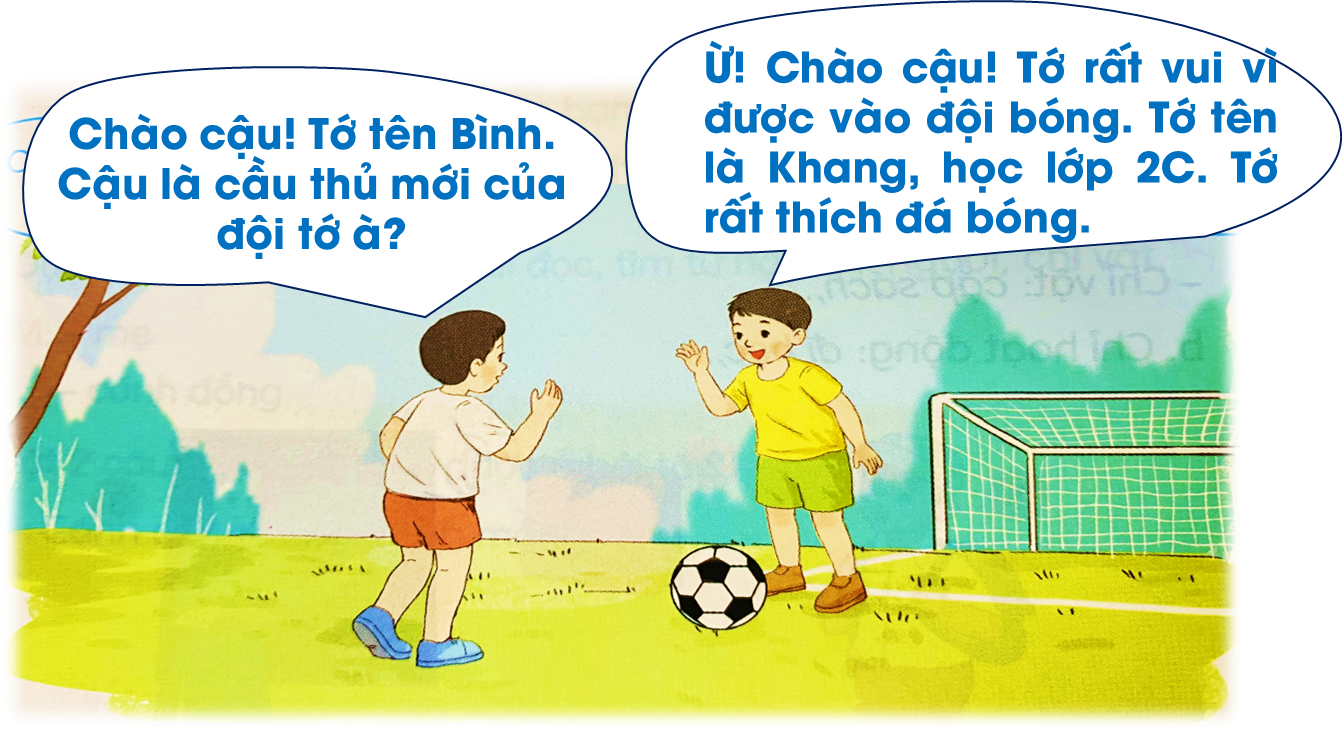 Chào cậu! Tớ tên Bình.
Cậu là cầu thủ mới của
đội tớ à?
Ừ! Chào cậu! Tớ rất vui vì
được vào đội bóng. Tớ tên
là Khang, học lớp 2C. Tớ
rất thích đá bóng.